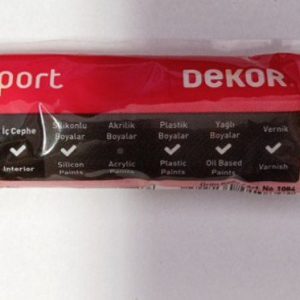 port DEKOR
İç Cephe Silikonlu Boyalar Akrilik Boyalar Plastik Boyalar Yağlı Boyalar Vernik
Interior Silicon Paints Acrylic Paints Plastic Paints Oil Based Paints Varnish
No 1084